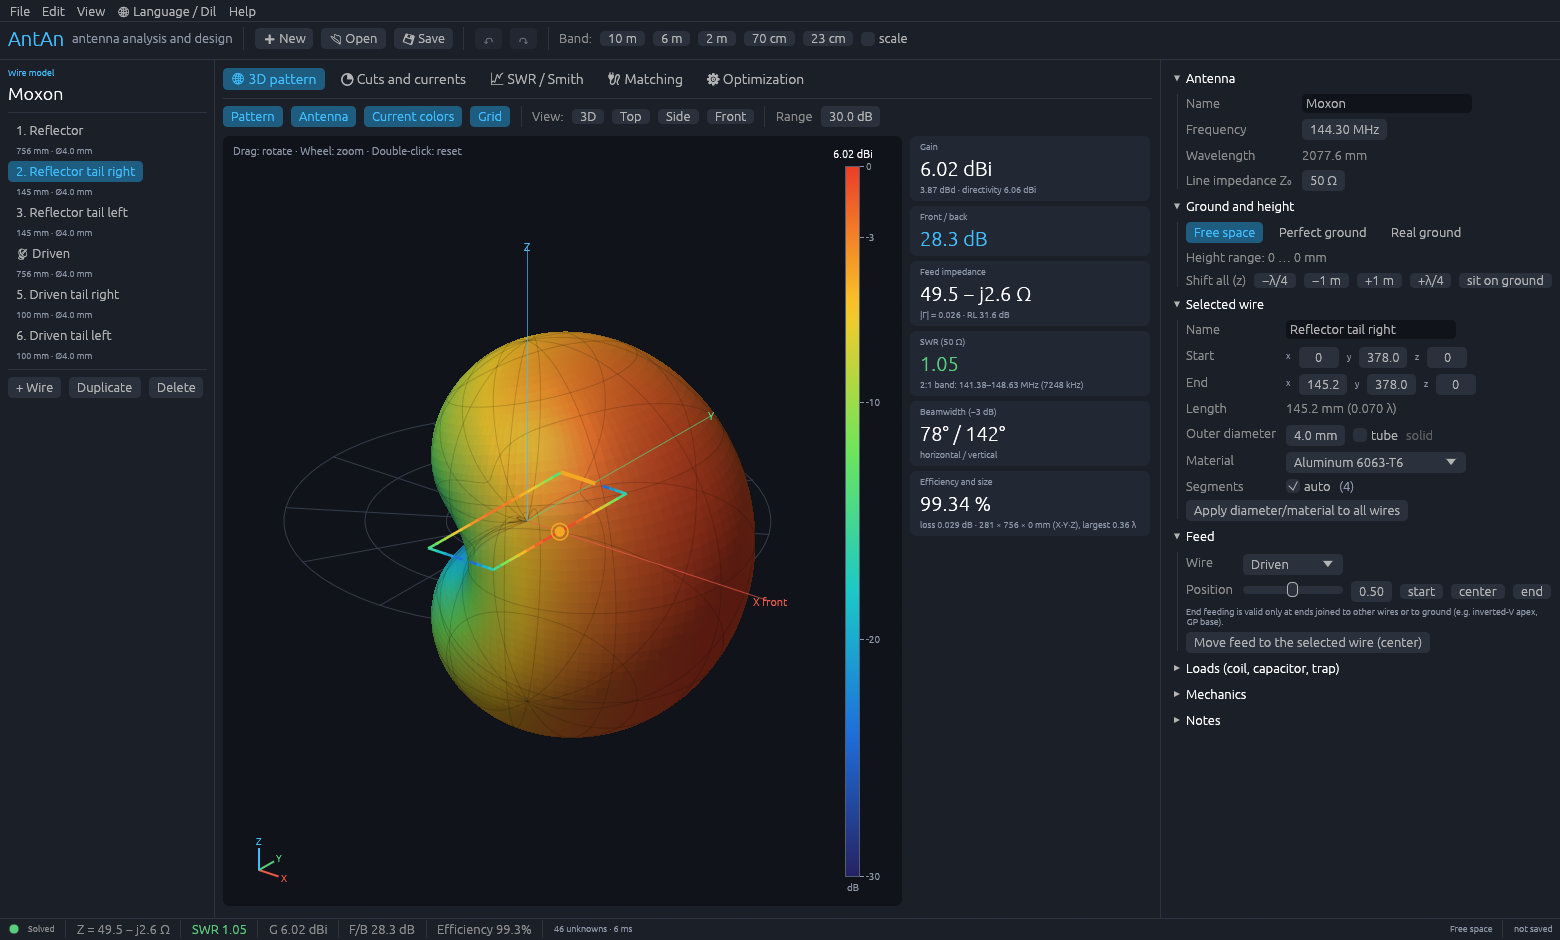 File Edit View Language / Dil Help
AntAn antenna analysis and design New Open Save Band: 10 m 6 m 2 m 70 cm 23 cm scale
Wire model
Moxon
1. Reflector
756 mm · Ø4.0 mm
2. Reflector tail right
145 mm · Ø4.0 mm
3. Reflector tail left
145 mm · Ø4.0 mm
Driven
756 mm · Ø4.0 mm
5. Driven tail right
100 mm · Ø4.0 mm
6. Driven tail left
100 mm · Ø4.0 mm
+ Wire Duplicate Delete
3D pattern Cuts and currents SWR / Smith Matching Optimization
Pattern Antenna Current colors Grid View: 3D Top Side Front Range 30.0 dB
Drag: rotate · Wheel: zoom · Double-click: reset
6.02 dBi
0
-3
-10
-20
-30
dB
Z
Y
X front
Z
Y
X
Gain
6.02 dBi
3.87 dBd · directivity 6.06 dBi
Front / back
28.3 dB
Feed impedance
49.5 – j2.6 Ω
|Γ| = 0.026 · RL 31.6 dB
SWR (50 Ω)
1.05
2:1 band: 141.38–148.63 MHz (7248 kHz)
Beamwidth (–3 dB)
78° / 142°
horizontal / vertical
Efficiency and size
99.34 %
loss 0.029 dB · 281 × 756 × 0 mm (X·Y·Z), largest 0.36 λ
Antenna
Name Moxon
Frequency 144.30 MHz
Wavelength 2077.6 mm
Line impedance Z₀ 50 Ω
Ground and height
Free space Perfect ground Real ground
Height range: 0 … 0 mm
Shift all (z) −λ/4 −1 m +1 m +λ/4 sit on ground
Selected wire
Name Reflector tail right
Start x 0 y 378.0 z 0
End x 145.2 y 378.0 z 0
Length 145.2 mm (0.070 λ)
Outer diameter 4.0 mm tube solid
Material Aluminum 6063-T6
Segments auto (4)
Apply diameter/material to all wires
Feed
Wire Driven
Position 0.50 start center end
End feeding is valid only at ends joined to other wires or to ground (e.g. inverted-V apex,
GP base).
Move feed to the selected wire (center)
Loads (coil, capacitor, trap)
Mechanics
Notes
Solved Z = 49.5 – j2.6 Ω SWR 1.05 G 6.02 dBi F/B 28.3 dB Efficiency 99.3% 46 unknowns · 6 ms Free space not saved